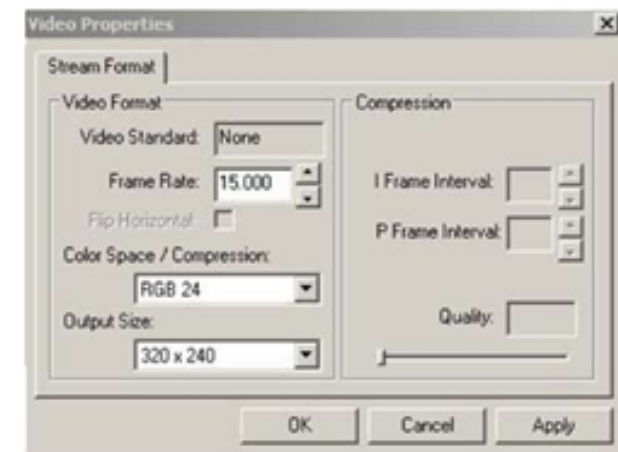 Video Properties
Stream Format
Video Format
Video Standard: None
Frame Rate: 15.000
Flip Horizontal:
Color Space / Compression:
RGB 24
Output Size:
320 x 240
Compression
I Frame Interval:
P Frame Interval:
Quality:
OK
Cancel
Apply